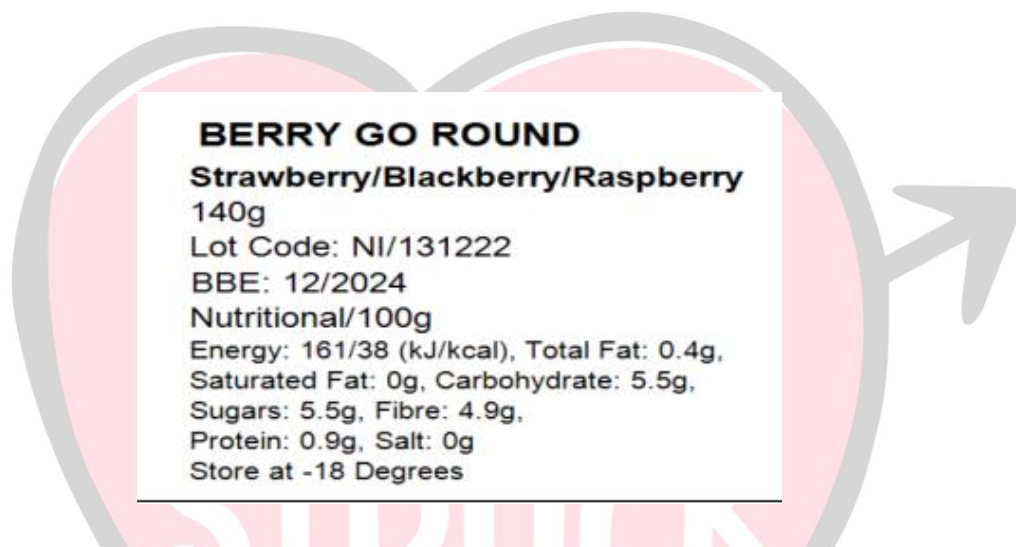 BERRY GO ROUND
Strawberry/Blackberry/Raspberry
140g
Lot Code: NI/131222
BBE: 12/2024
Nutritional/100g
Energy: 161/38 (kJ/kcal), Total Fat: 0.4g,
Saturated Fat: 0g, Carbohydrate: 5.5g,
Sugars: 5.5g, Fibre: 4.9g,
Protein: 0.9g, Salt: 0g
Store at -18 Degrees
STRUCK